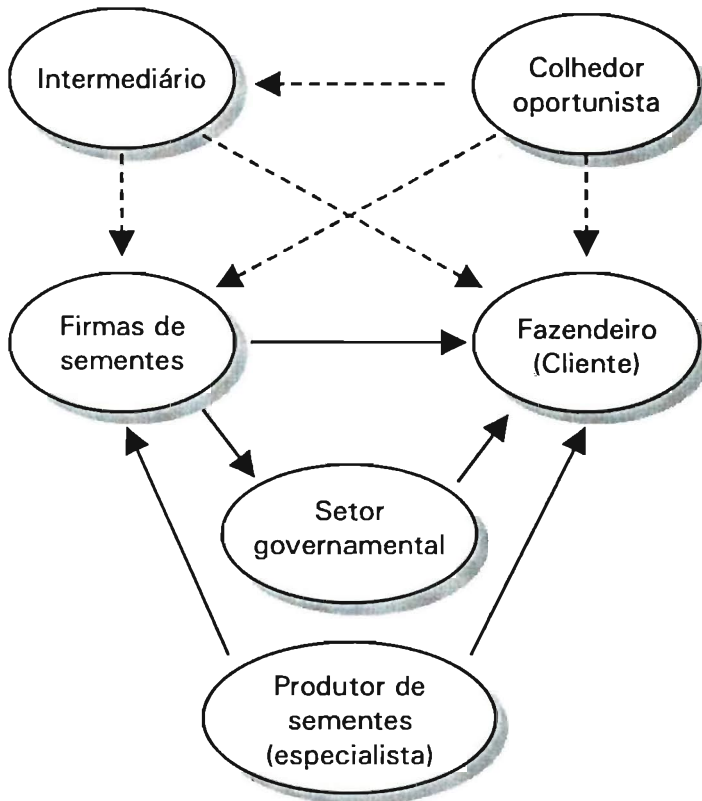 Intermediário
Colhedor
oportunista
Firmas de
sementes
Fazendeiro
(Cliente)
Setor
governamental
Produtor de
sementes
(especialista)